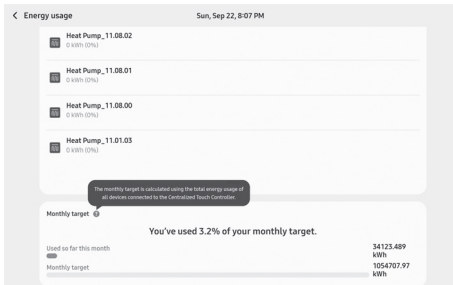 Energy usage
Sun, Sep 22, 8:07 PM
Heat Pump_11.08.02
0 kWh (0%)
Heat Pump_11.08.01
0 kWh (0%)
Heat Pump_11.08.00
0 kWh (0%)
Heat Pump_11.01.03
0 kWh (0%)
The monthly target is calculated using the total energy usage of
all devices connected to the Centralized Touch Controller.
Monthly target ?
You've used 3.2% of your monthly target.
Used so far this month
34123.489
kWh
Monthly target
1054707.97
kWh